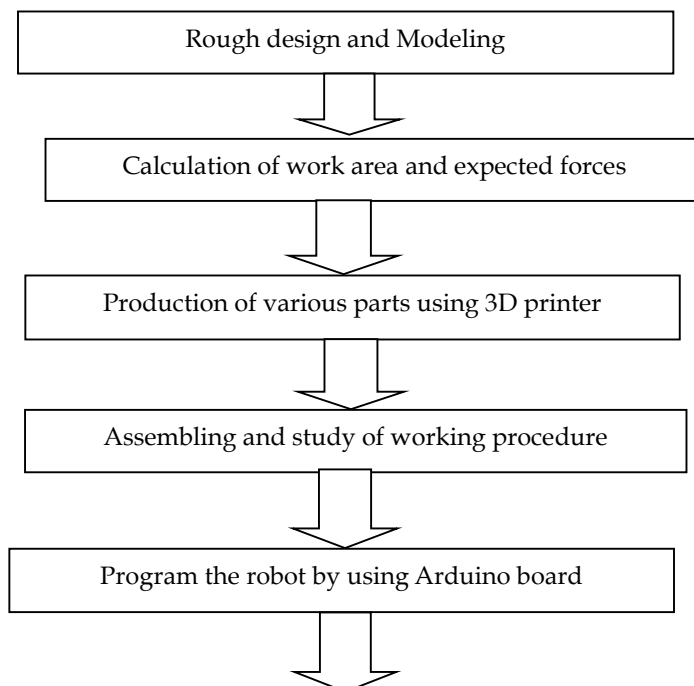 Rough design and Modeling
Calculation of work area and expected forces
Production of various parts using 3D printer
Assembling and study of working procedure
Program the robot by using Arduino board